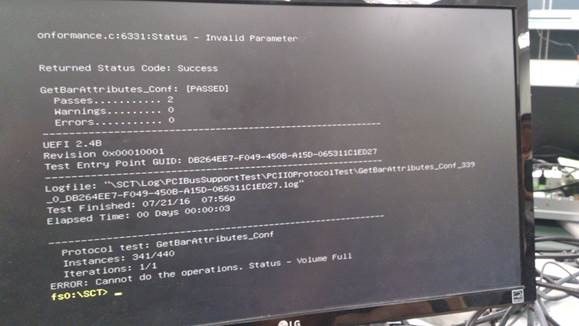 onformance.c:6331:Status - Invalid Parameter
Returned Status Code: Success
GetBarAttributes_Conf: [PASSED]
Passes........... 2
Warnings......... 0
Errors........... 0
------------------------------------------------------------
UEFI 2.4B
Revision 0x00010001
Test Entry Point GUID: DB264EE7-F049-450B-A15D-065311C1ED27
------------------------------------------------------------
Logfile: "\SCT\Log\PCIBusSupportTest\PCIIOProtocolTest\GetBarAttributes_Conf_339
_0_DB264EE7-F049-450B-A15D-065311C1ED27.log"
Test Finished: 07/21/16  07:56p
Elapsed Time: 00 Days 00:00:03
------------------------------------------------------------
Protocol test: GetBarAttributes_Conf
Instances: 341/440
Iterations: 1/1
ERROR: Cannot do the operations. Status - Volume Full
fs0:\SCT> _
LG